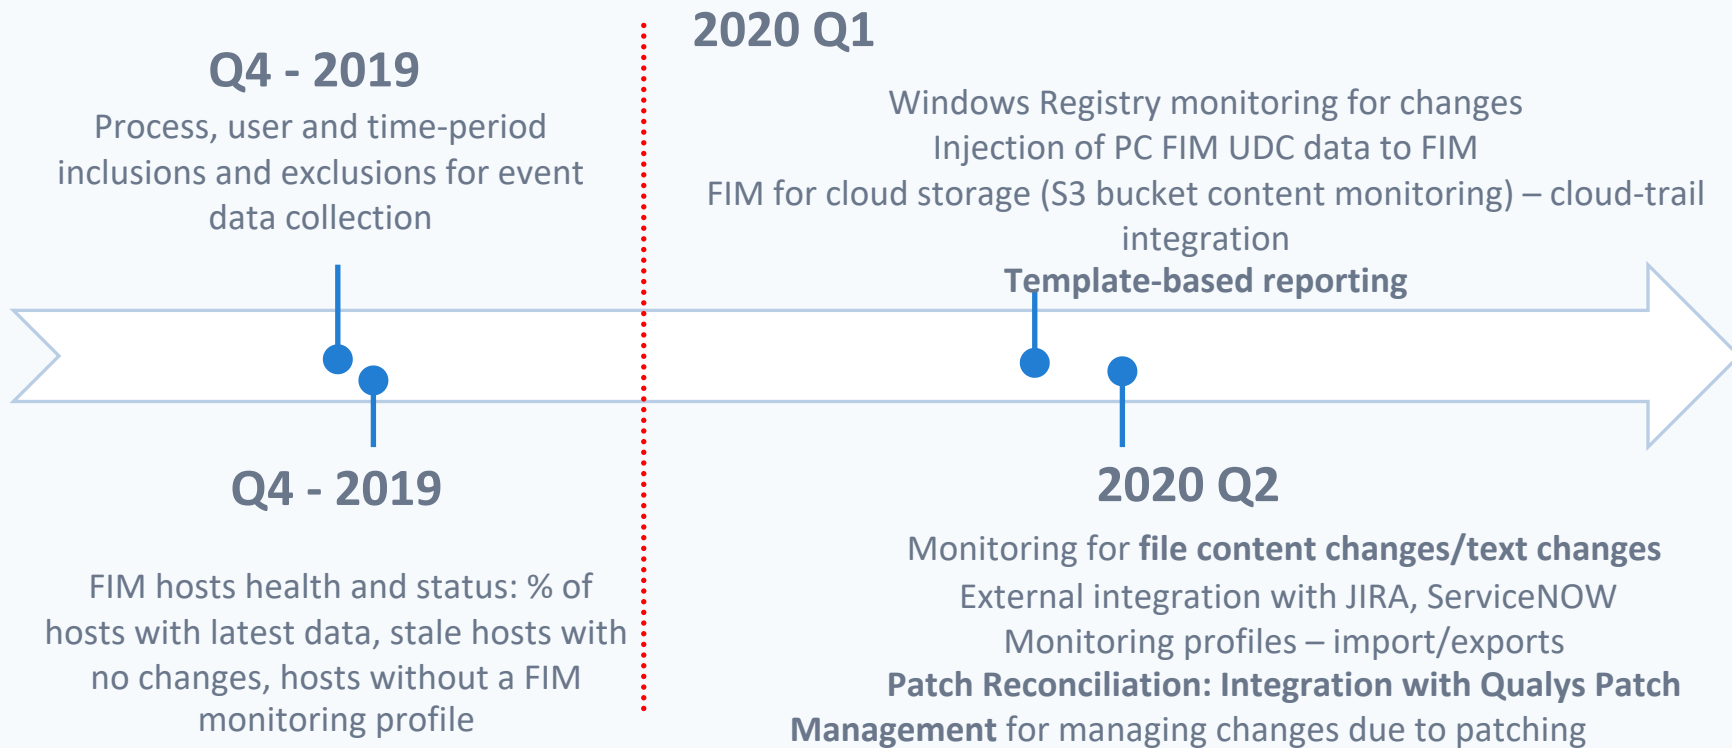 Q4 - 2019
Process, user and time-period
inclusions and exclusions for event
data collection
2020 Q1
Windows Registry monitoring for changes
Injection of PC FIM UDC data to FIM
FIM for cloud storage (S3 bucket content monitoring) – cloud-trail
integration
Template-based reporting
Q4 - 2019
FIM hosts health and status: % of
hosts with latest data, stale hosts with
no changes, hosts without a FIM
monitoring profile
2020 Q2
Monitoring for file content changes/text changes
External integration with JIRA, ServiceNOW
Monitoring profiles – import/exports
Patch Reconciliation: Integration with Qualys Patch
Management for managing changes due to patching